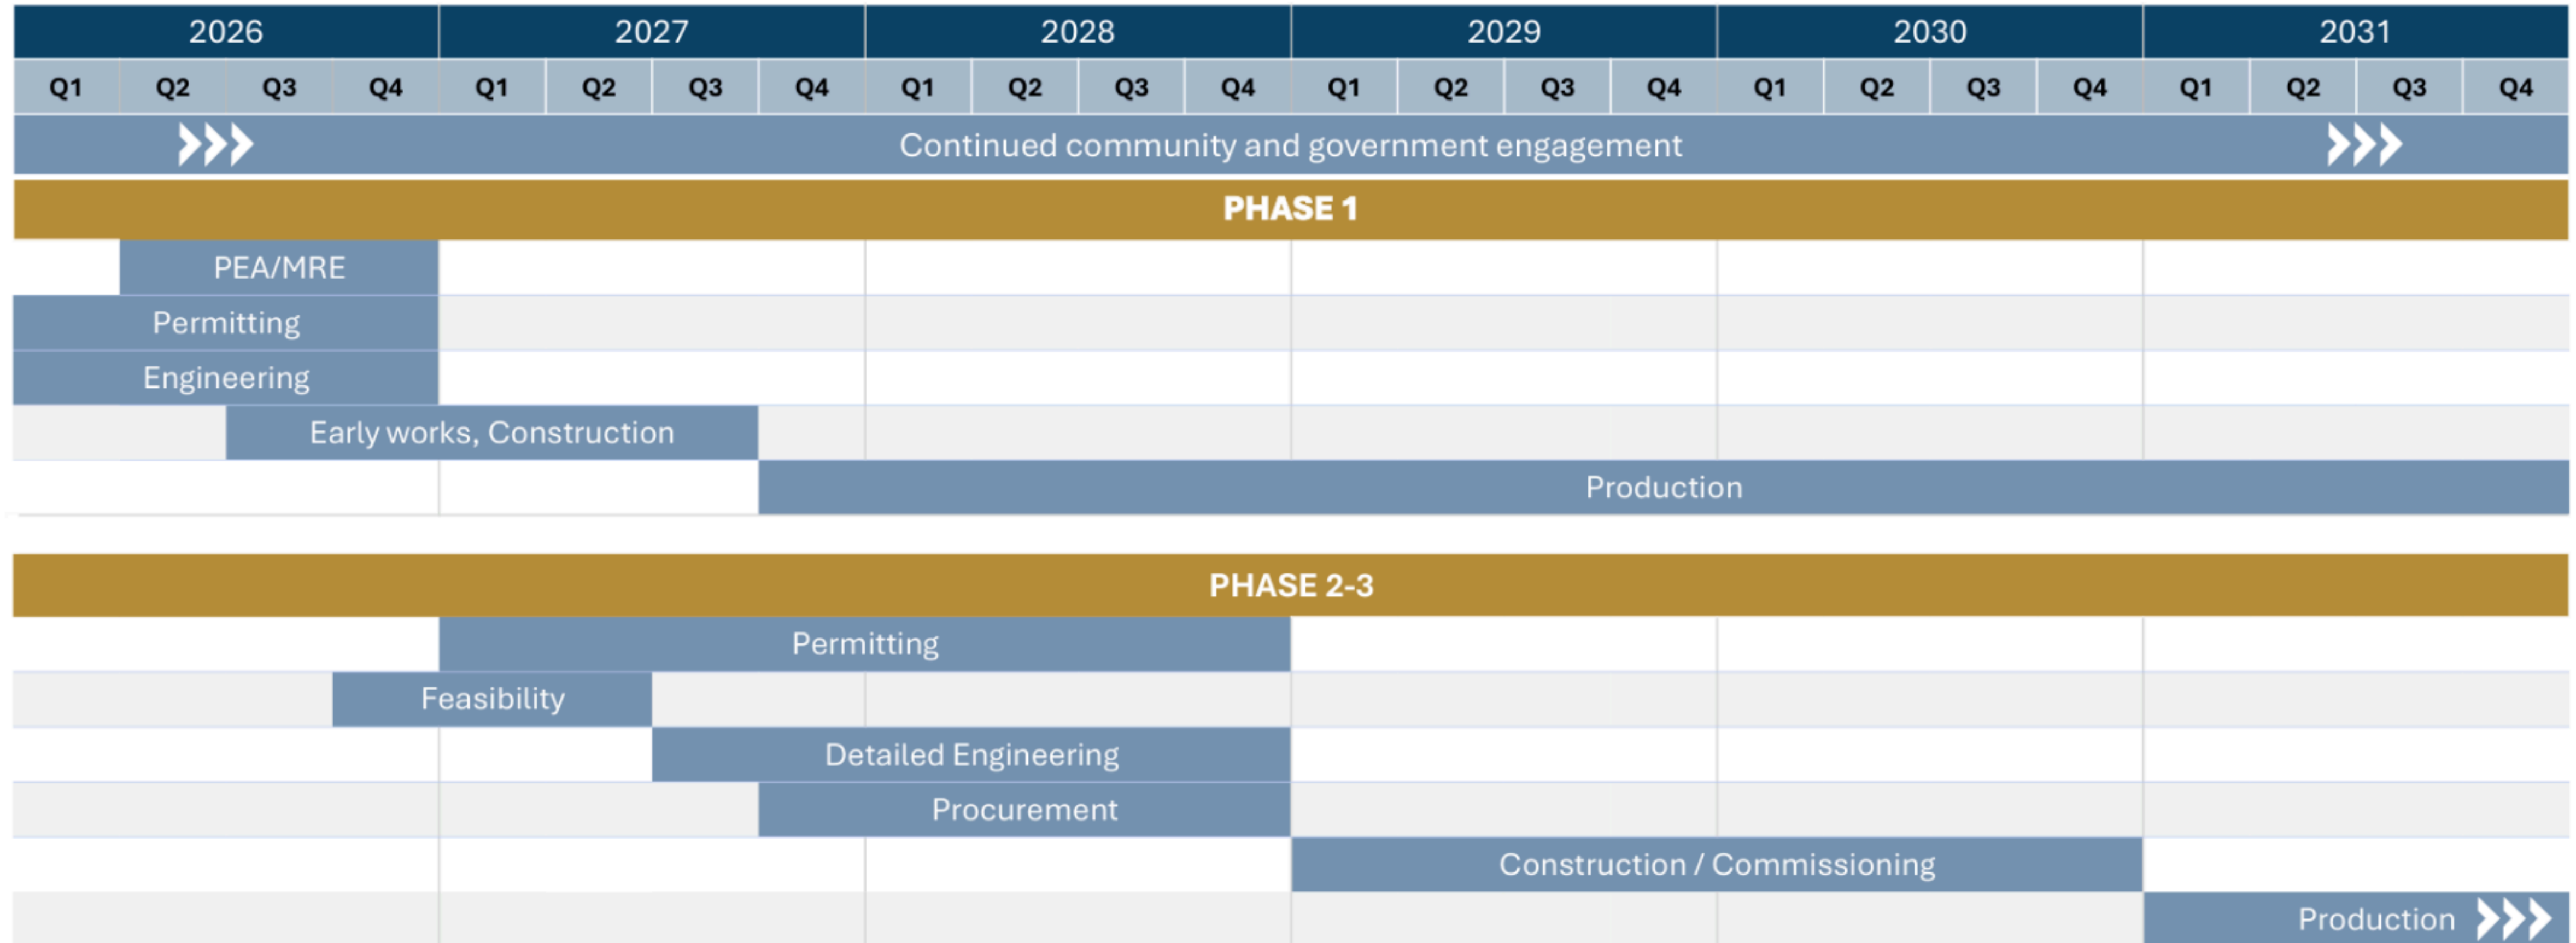 2026 2027 2028 2029 2030 2031
Q1 Q2 Q3 Q4 Q1 Q2 Q3 Q4 Q1 Q2 Q3 Q4 Q1 Q2 Q3 Q4 Q1 Q2 Q3 Q4 Q1 Q2 Q3 Q4
Continued community and government engagement
PHASE 1
PEA/MRE
Permitting
Engineering
Early works, Construction
Production
PHASE 2-3
Permitting
Feasibility
Detailed Engineering
Procurement
Construction / Commissioning
Production